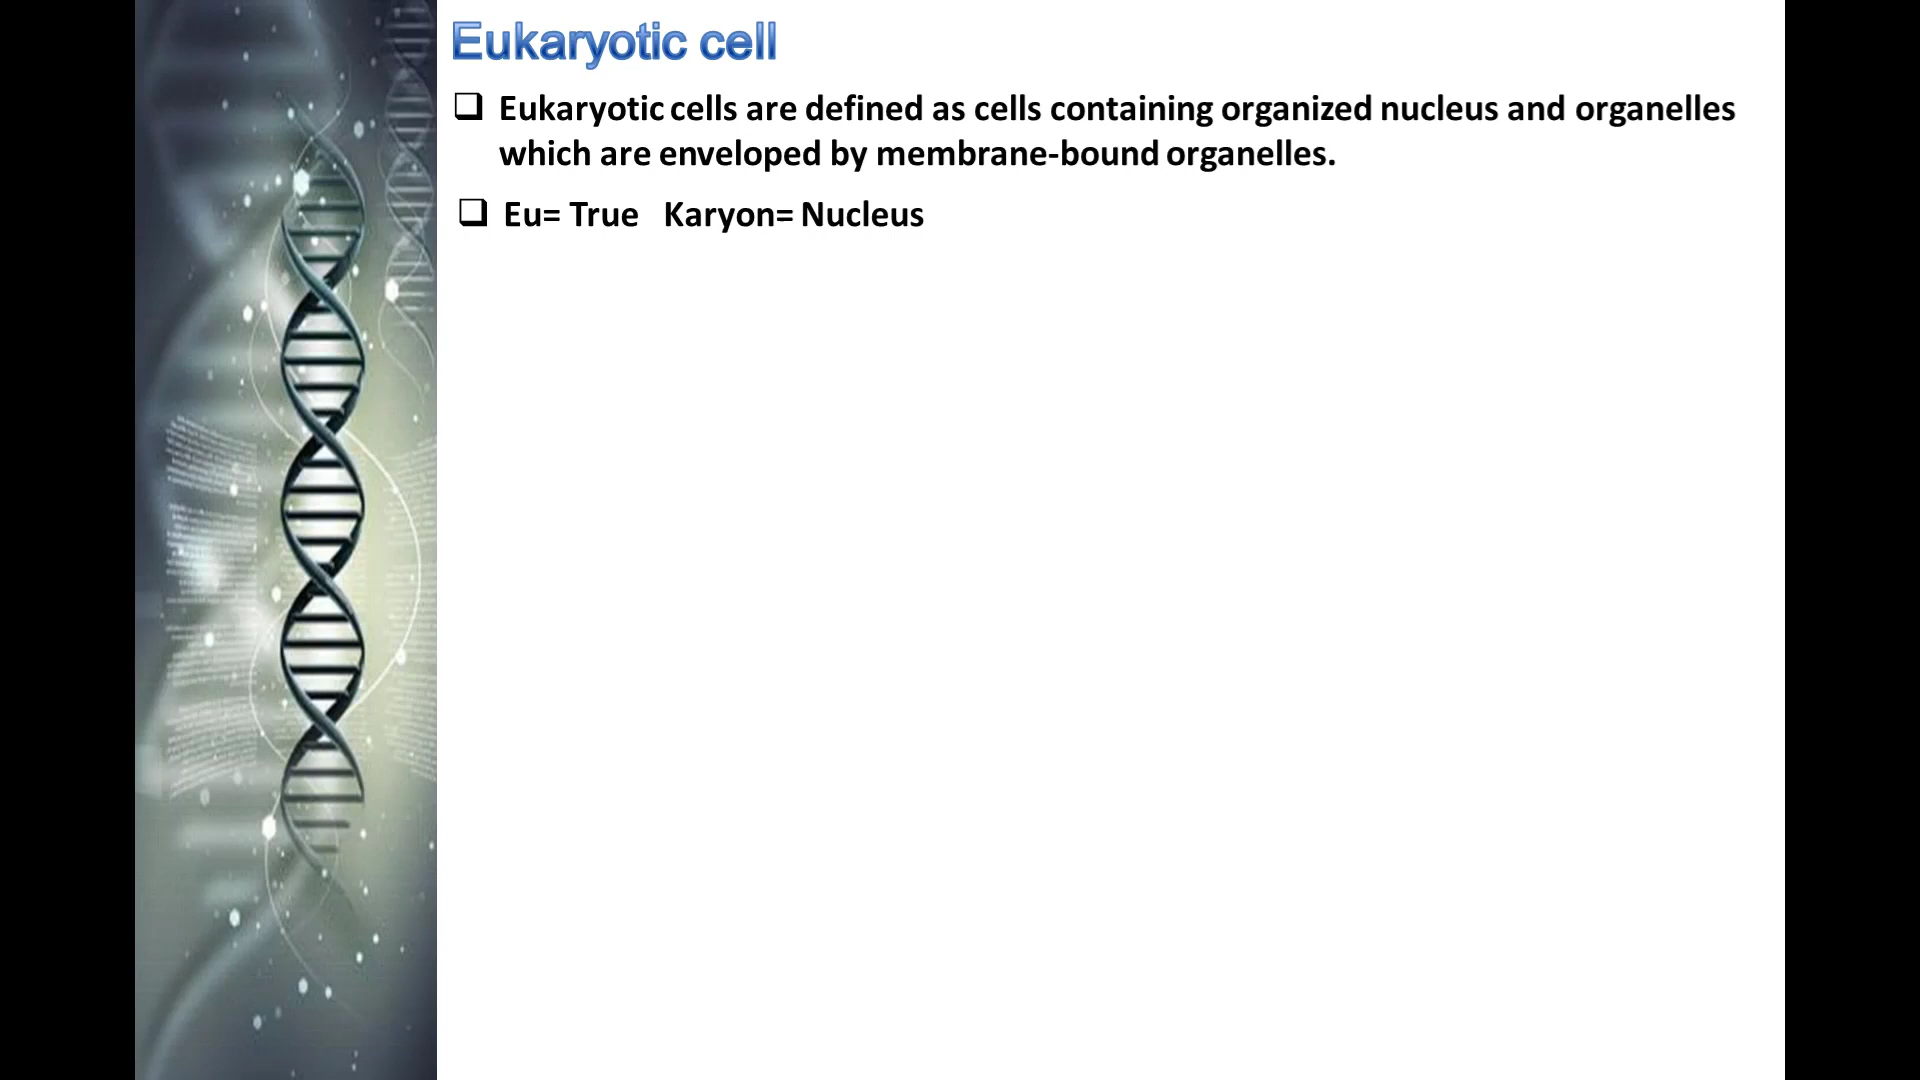 Eukaryotic cell
Eukaryotic cells are defined as cells containing organized nucleus and organelles
which are enveloped by membrane-bound organelles.
Eu= True Karyon= Nucleus